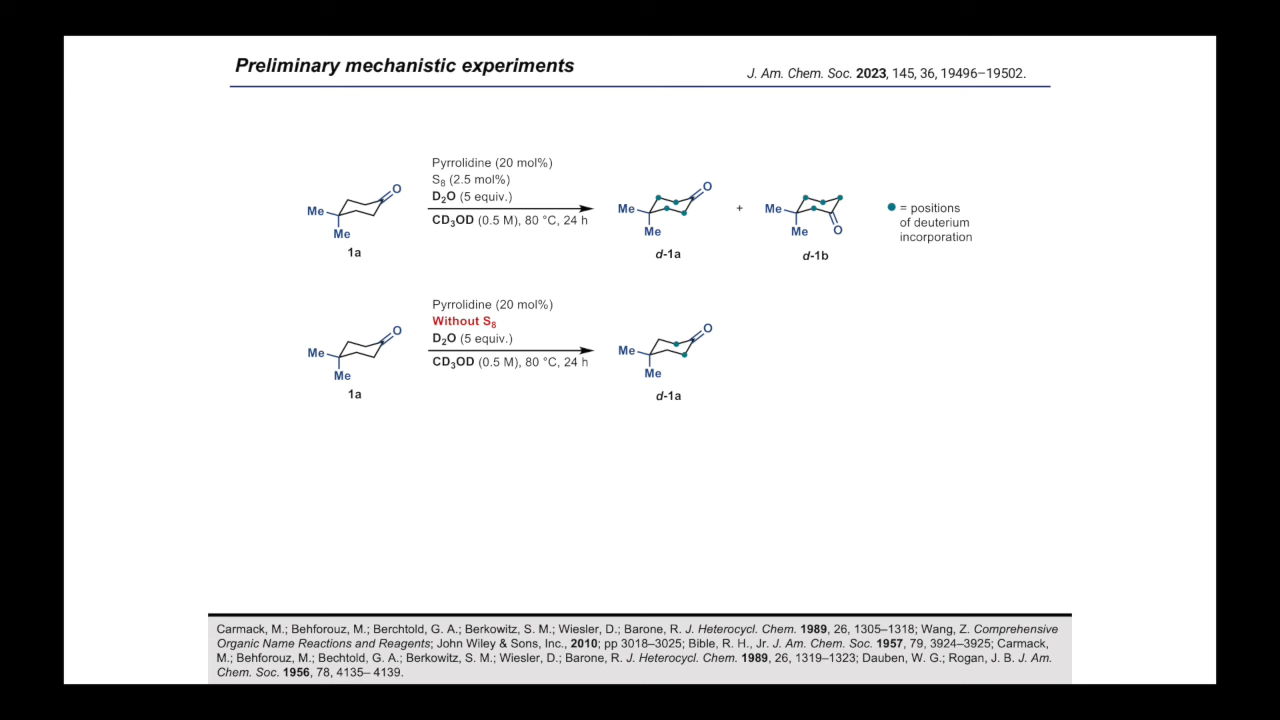 Preliminary mechanistic experiments
J. Am. Chem. Soc. 2023, 145, 36, 19496–19502.
Pyrrolidine (20 mol%)
S8 (2.5 mol%)
D2O (5 equiv.)
CD3OD (0.5 M), 80 °C, 24 h
Me
Me
O
1a
Me
Me
O
d-1a
+
Me
Me
O
d-1b
= positions
of deuterium
incorporation
Pyrrolidine (20 mol%)
Without S8
D2O (5 equiv.)
CD3OD (0.5 M), 80 °C, 24 h
Me
Me
O
1a
Me
Me
O
d-1a
Carmack, M.; Behforouz, M.; Berchtold, G. A.; Berkowitz, S. M.; Wiesler, D.; Barone, R. J. Heterocycl. Chem. 1989, 26, 1305–1318; Wang, Z. Comprehensive
Organic Name Reactions and Reagents; John Wiley & Sons, Inc., 2010; pp 3018–3025; Bible, R. H., Jr. J. Am. Chem. Soc. 1957, 79, 3924–3925; Carmack,
M.; Behforouz, M.; Bechtold, G. A.; Berkowitz, S. M.; Wiesler, D.; Barone, R. J. Heterocycl. Chem. 1989, 26, 1319–1323; Dauben, W. G.; Rogan, J. B. J. Am.
Chem. Soc. 1956, 78, 4135– 4139.